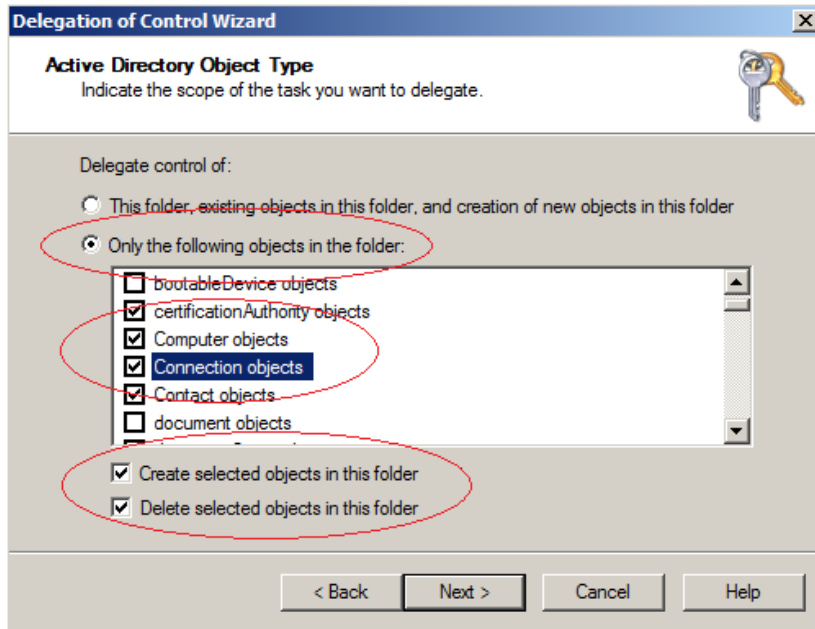 Delegation of Control Wizard
Active Directory Object Type
Indicate the scope of the task you want to delegate.
Delegate control of:
This folder, existing objects in this folder, and creation of new objects in this folder
Only the following objects in the folder:
bootableDevice objects
certificationAuthority objects
Computer objects
Connection objects
Contact objects
document objects
Create selected objects in this folder
Delete selected objects in this folder
< Back Next > Cancel Help